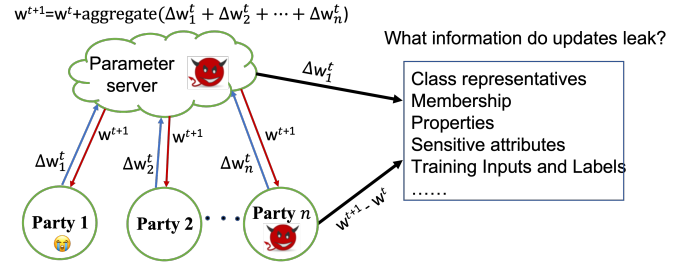 w^{t+1}=w^t+aggregate(Δw_1^t + Δw_2^t + ⋯ + Δw_n^t)
What information do updates leak?
Parameter
server
Δw_1^t
Class representatives
Membership
Properties
Sensitive attributes
Training Inputs and Labels
......
Δw_1^t
w^{t+1}
Δw_2^t
w^{t+1}
Δw_n^t
w^{t+1}
w^{t+1} - w^t
Party 1
Party 2
...
Party n